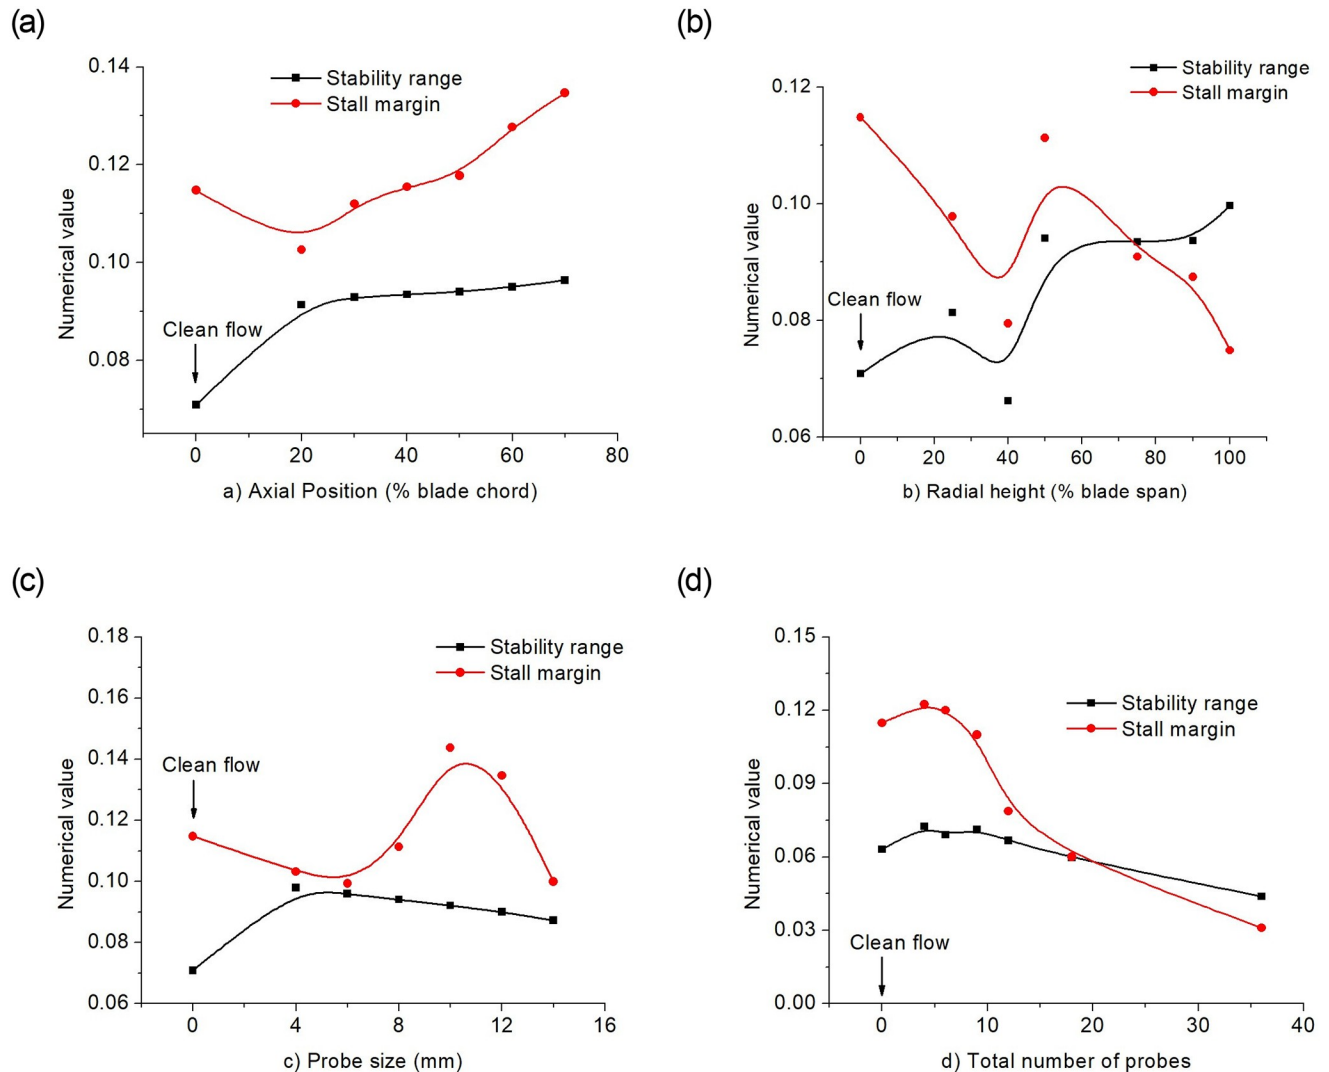 (a)
0.14
0.12
0.10
0.08
Numerical value
Stability range
Stall margin
Clean flow
0
20
40
60
80
a) Axial Position (% blade chord)
(b)
0.12
0.10
0.08
0.06
Numerical value
Stability range
Stall margin
Clean flow
0
20
40
60
80
100
b) Radial height (% blade span)
(c)
0.18
0.16
0.14
0.12
0.10
0.08
0.06
Numerical value
Stability range
Stall margin
Clean flow
0
4
8
12
16
c) Probe size (mm)
(d)
0.15
0.12
0.09
0.06
0.03
0.00
Numerical value
Stability range
Stall margin
Clean flow
0
10
20
30
40
d) Total number of probes